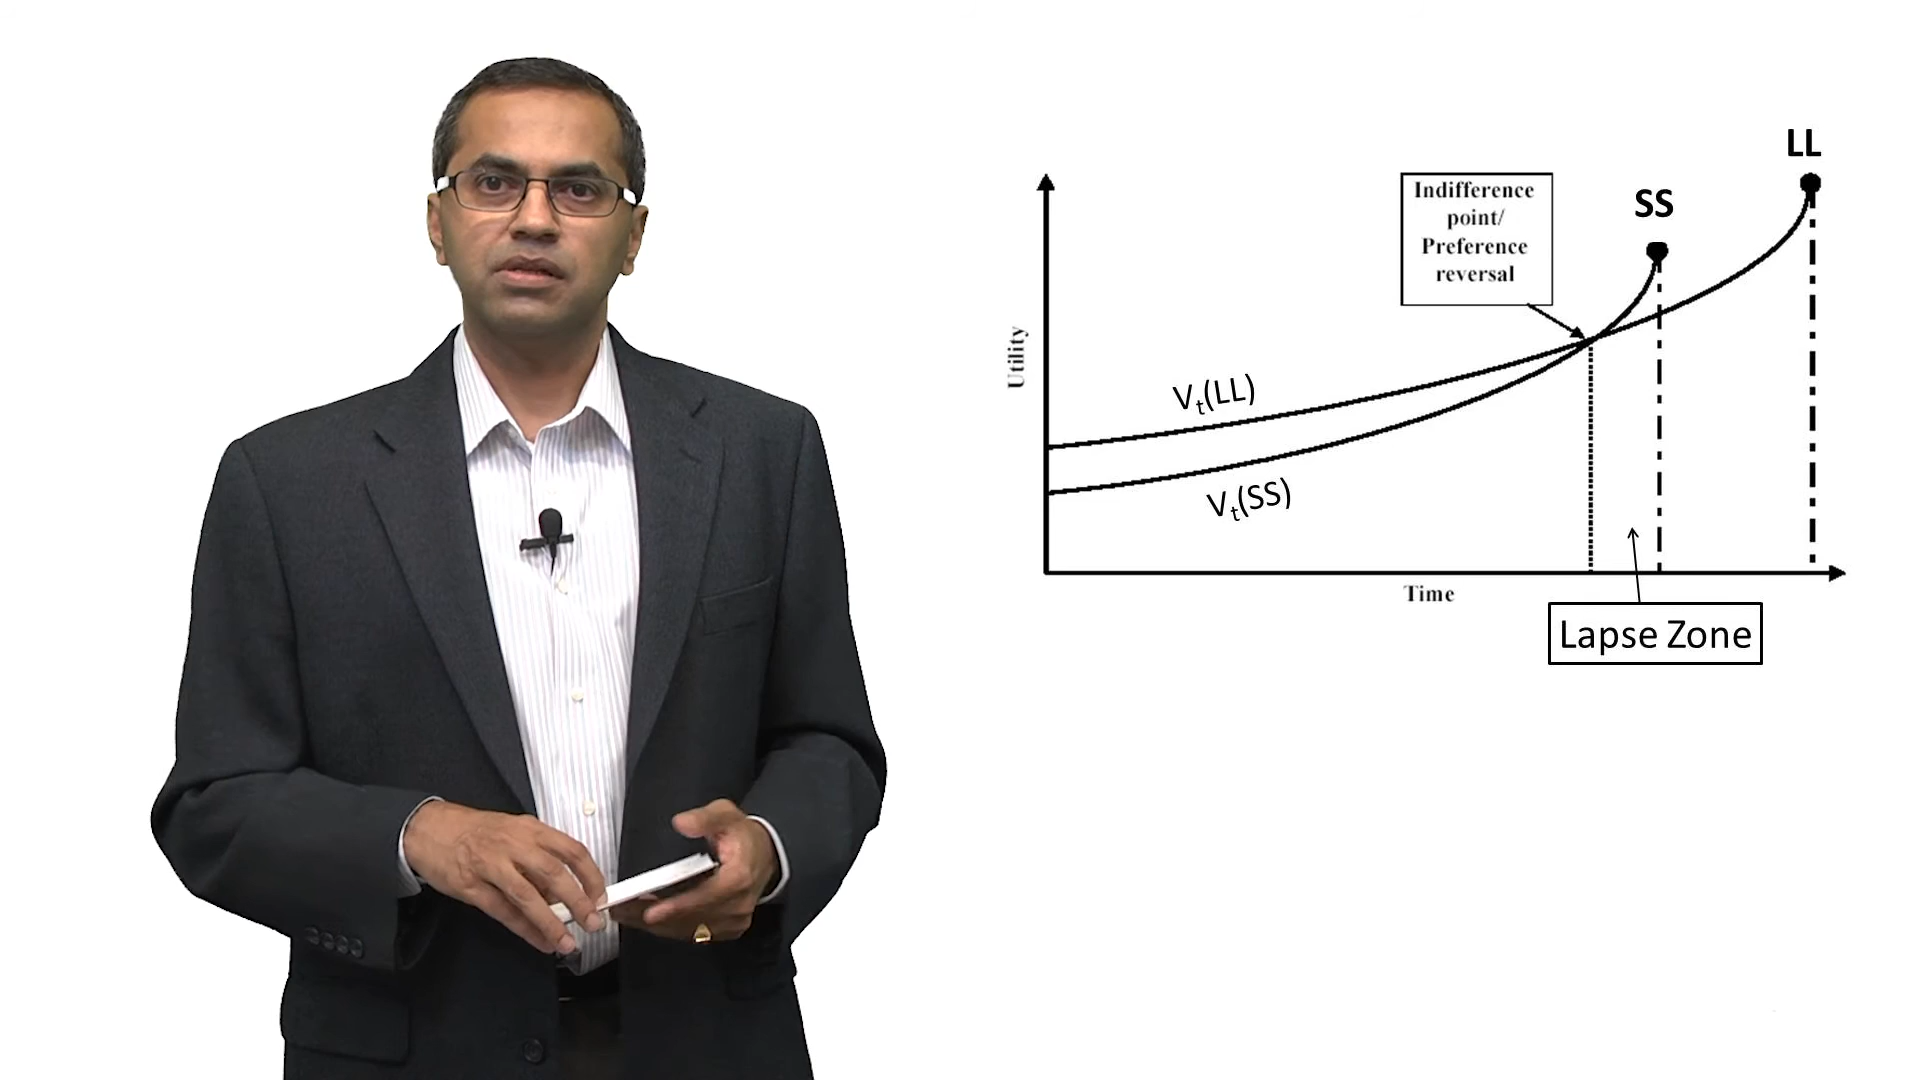 LL
SS
Indifference
point/
Preference
reversal
Utility
Vt(LL)
Vt(SS)
Time
Lapse Zone